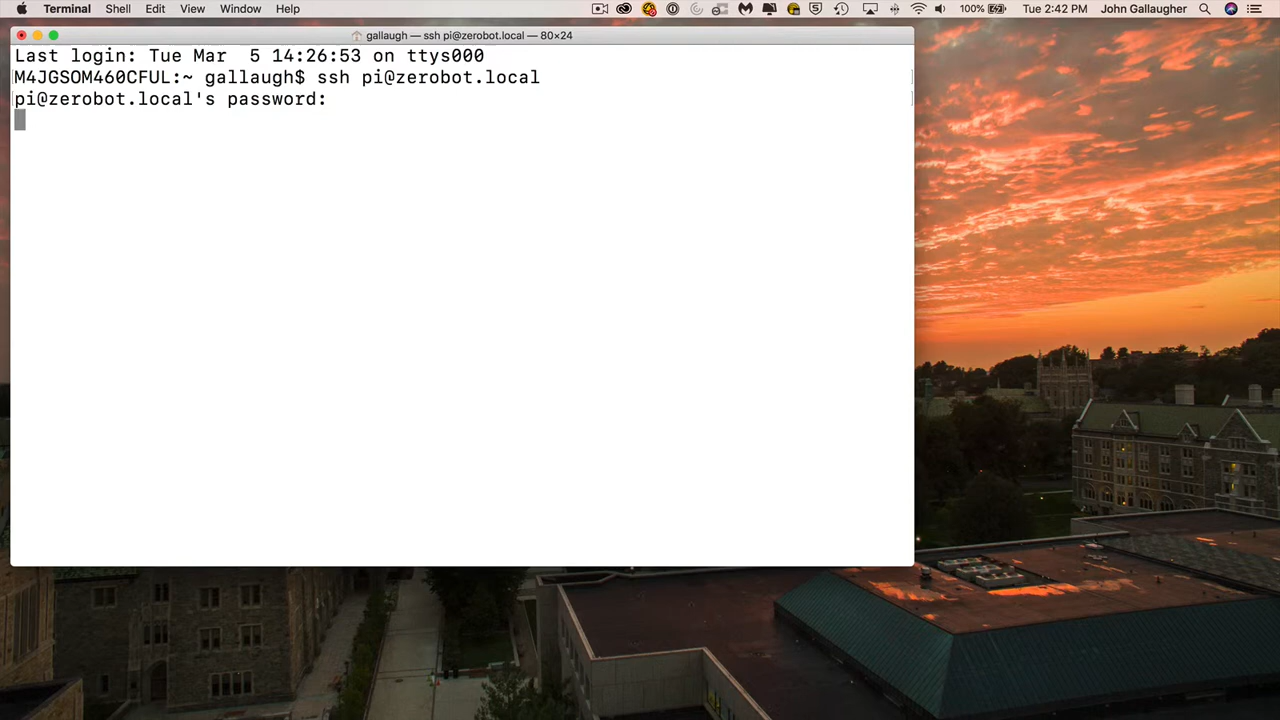 Terminal Shell Edit View Window Help 100% Tue 2:42 PM John Gallaugher
gallaugh — ssh pi@zerobot.local — 80×24
Last login: Tue Mar  5 14:26:53 on ttys000
M4JGSOM460CFUL:~ gallaugh$ ssh pi@zerobot.local
pi@zerobot.local's password: